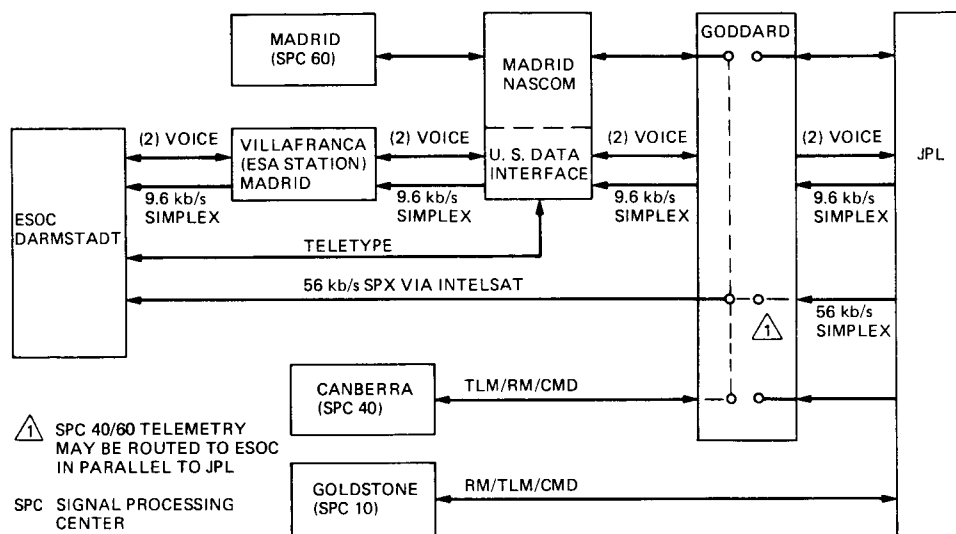 MADRID
(SPC 60)
MADRID
NASCOM
GODDARD
(2) VOICE
VILLAFRANCA
(ESA STATION)
MADRID
(2) VOICE
U. S. DATA
INTERFACE
(2) VOICE
(2) VOICE
JPL
ESOC
DARMSTADT
9.6 kb/s
SIMPLEX
9.6 kb/s
SIMPLEX
9.6 kb/s
SIMPLEX
9.6 kb/s
SIMPLEX
TELETYPE
56 kb/s SPX VIA INTELSAT
1
56 kb/s
SIMPLEX
CANBERRA
(SPC 40)
TLM/RM/CMD
1 SPC 40/60 TELEMETRY
MAY BE ROUTED TO ESOC
IN PARALLEL TO JPL
GOLDSTONE
(SPC 10)
RM/TLM/CMD
SPC SIGNAL PROCESSING
CENTER